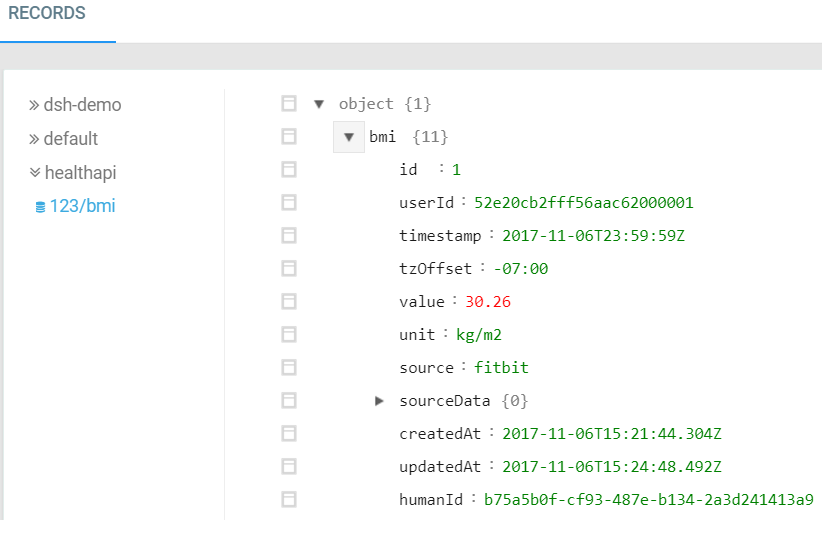 RECORDS
dsh-demo
default
healthapi
123/bmi
object {1}
bmi {11}
id : 1
userId : 52e20cb2fff56aac62000001
timestamp : 2017-11-06T23:59:59Z
tzOffset : -07:00
value : 30.26
unit : kg/m2
source : fitbit
sourceData {0}
createdAt : 2017-11-06T15:21:44.304Z
updatedAt : 2017-11-06T15:24:48.492Z
humanId : b75a5b0f-cf93-487e-b134-2a3d241413a9